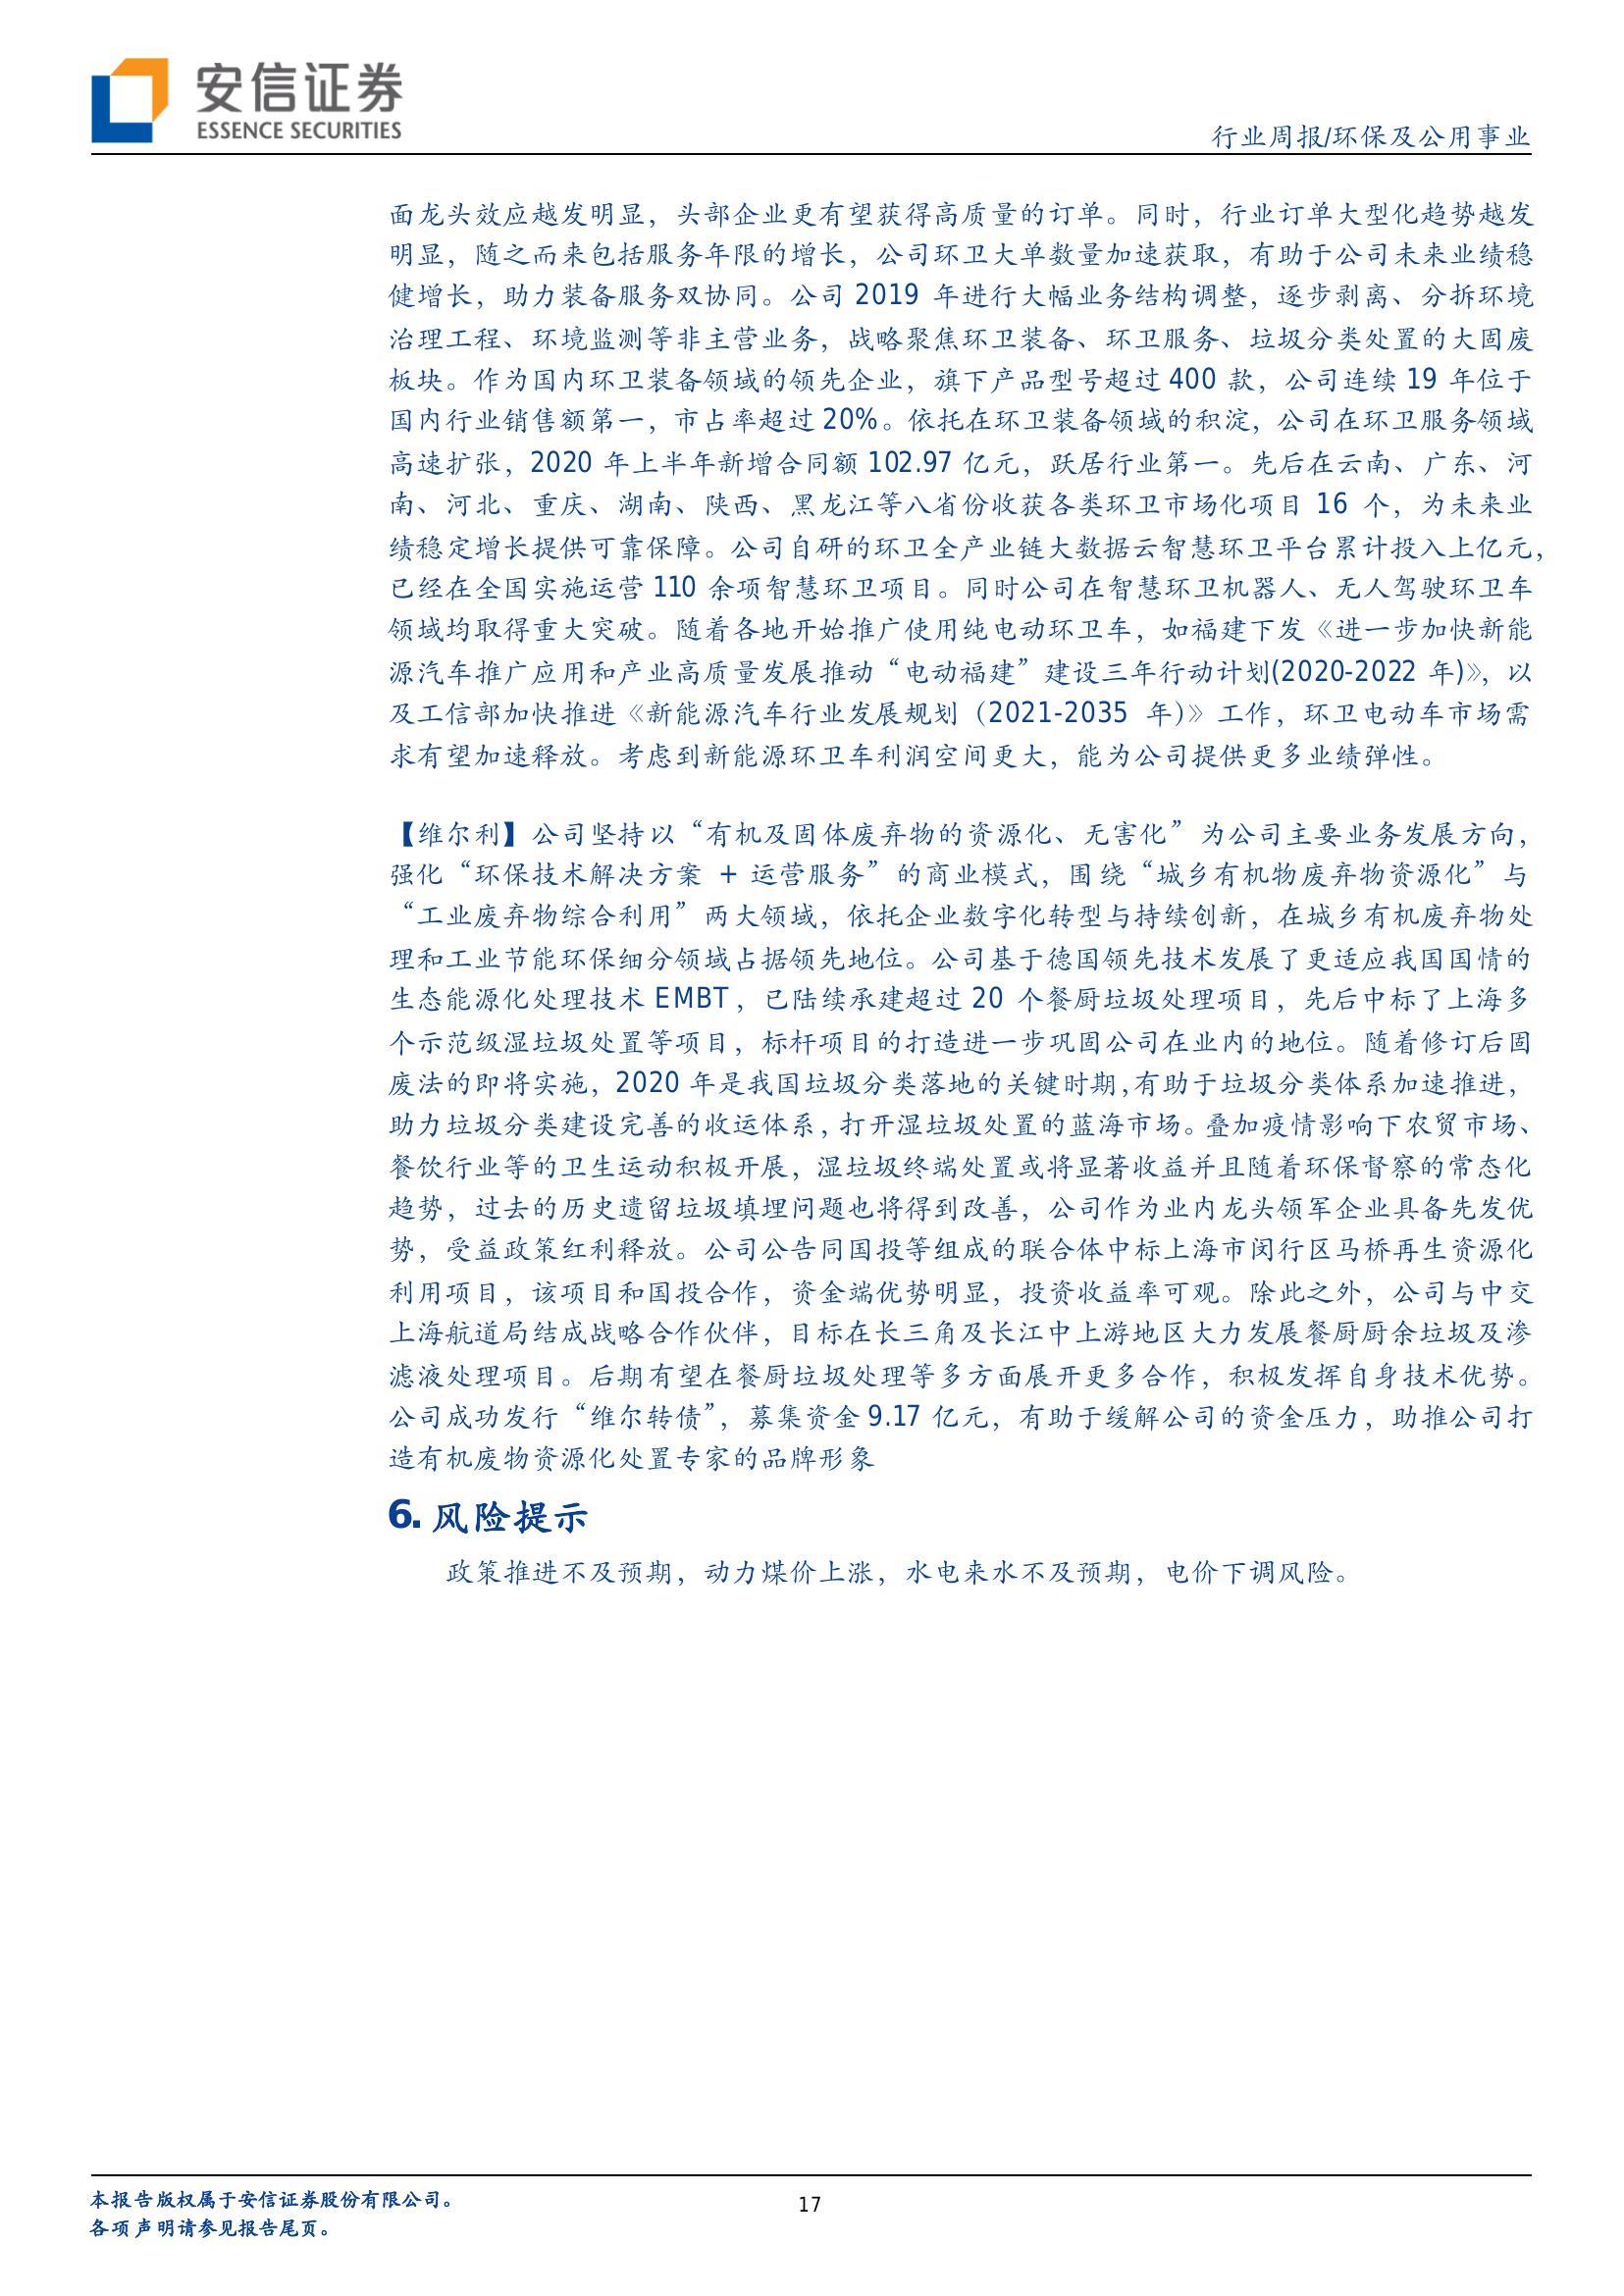 安信证券
ESSENCE SECURITIES
行业周报/环保及公用事业
面龙头效应越发明显，头部企业更有望获得高质量的订单。同时，行业订单大型化趋势越发
明显，随之而来包括服务年限的增长，公司环卫大单数量加速获取，有助于公司未来业绩稳
健增长，助力装备服务双协同。公司 2019 年进行大幅业务结构调整，逐步剥离、分拆环境
治理工程、环境监测等非主营业务，战略聚焦环卫装备、环卫服务、垃圾分类处置的大固废
板块。作为国内环卫装备领域的领先企业，旗下产品型号超过 400 款，公司连续 19 年位于
国内行业销售额第一，市占率超过 20%。依托在环卫装备领域的积淀，公司在环卫服务领域
高速扩张，2020 年上半年新增合同额 102.97 亿元，跃居行业第一。先后在云南、广东、河
南、河北、重庆、湖南、陕西、黑龙江等八省份收获各类环卫市场化项目 16 个，为未来业
绩稳定增长提供可靠保障。公司自研的环卫全产业链大数据云智慧环卫平台累计投入上亿元，
已经在全国实施运营 110 余项智慧环卫项目。同时公司在智慧环卫机器人、无人驾驶环卫车
领域均取得重大突破。随着各地开始推广使用纯电动环卫车，如福建下发《进一步加快新能
源汽车推广应用和产业高质量发展推动“电动福建”建设三年行动计划(2020-2022 年)》，以
及工信部加快推进《新能源汽车行业发展规划（2021-2035 年）》工作，环卫电动车市场需
求有望加速释放。考虑到新能源环卫车利润空间更大，能为公司提供更多业绩弹性。
【维尔利】公司坚持以“有机及固体废弃物的资源化、无害化”为公司主要业务发展方向，
强化“环保技术解决方案 + 运营服务”的商业模式，围绕“城乡有机物废弃物资源化”与
“工业废弃物综合利用”两大领域，依托企业数字化转型与持续创新，在城乡有机废弃物处
理和工业节能环保细分领域占据领先地位。公司基于德国领先技术发展了更适应我国国情的
生态能源化处理技术 EMBT，已陆续承建超过 20 个餐厨垃圾处理项目，先后中标了上海多
个示范级湿垃圾处置等项目，标杆项目的打造进一步巩固公司在业内的地位。随着修订后固
废法的即将实施，2020 年是我国垃圾分类落地的关键时期，有助于垃圾分类体系加速推进，
助力垃圾分类建设完善的收运体系，打开湿垃圾处置的蓝海市场。叠加疫情影响下农贸市场、
餐饮行业等的卫生运动积极开展，湿垃圾终端处置或将显著收益并且随着环保督察的常态化
趋势，过去的历史遗留垃圾填埋问题也将得到改善，公司作为业内龙头领军企业具备先发优
势，受益政策红利释放。公司公告同国投等组成的联合体中标上海市闵行区马桥再生资源化
利用项目，该项目和国投合作，资金端优势明显，投资收益率可观。除此之外，公司与中交
上海航道局结成战略合作伙伴，目标在长三角及长江中上游地区大力发展餐厨厨余垃圾及渗
滤液处理项目。后期有望在餐厨垃圾处理等多方面展开更多合作，积极发挥自身技术优势。
公司成功发行“维尔转债”，募集资金 9.17 亿元，有助于缓解公司的资金压力，助推公司打
造有机废物资源化处置专家的品牌形象
6. 风险提示
政策推进不及预期，动力煤价上涨，水电来水不及预期，电价下调风险。
本报告版权属于安信证券股份有限公司。
各项声明请参见报告尾页。
17